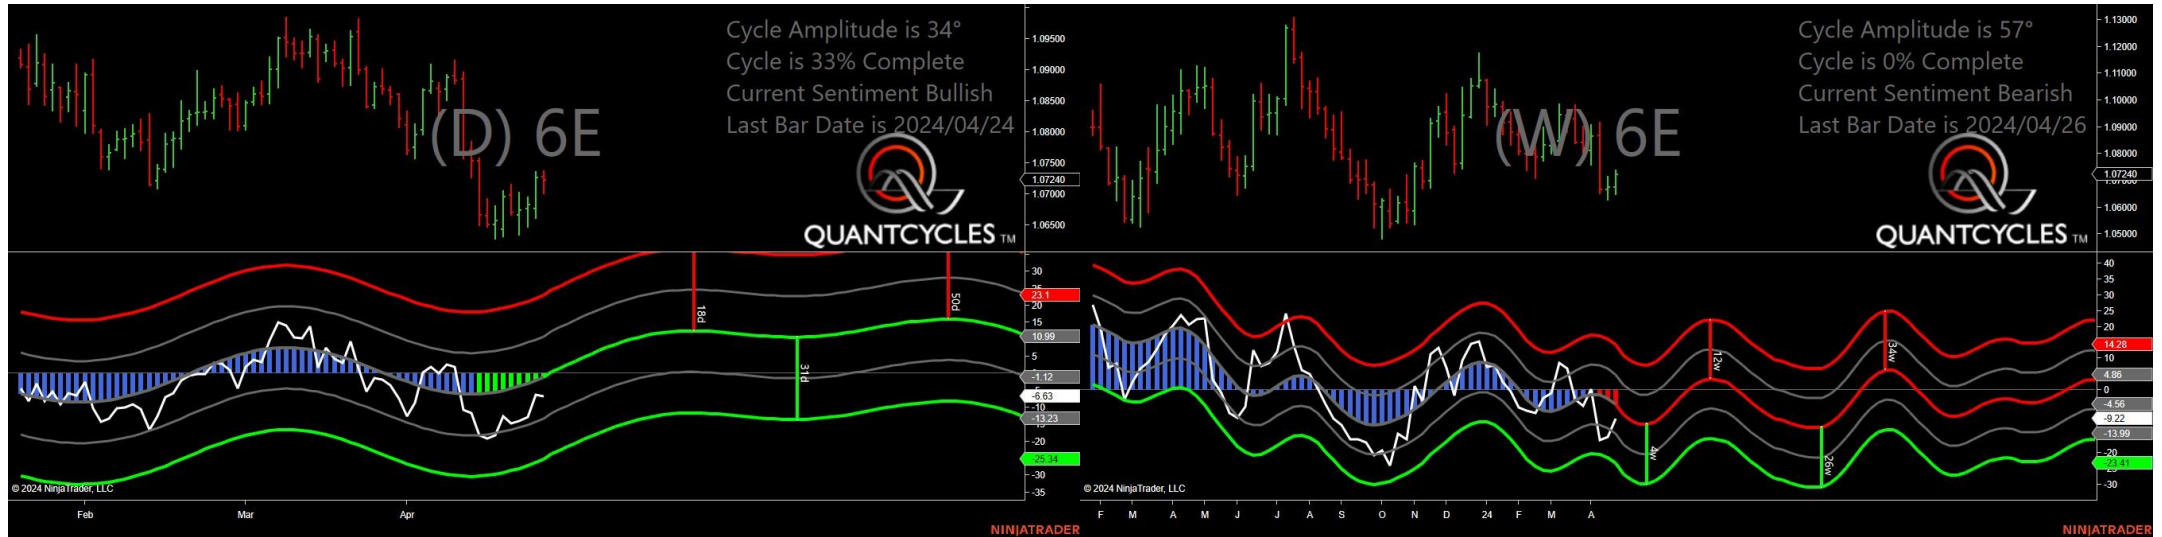 Cycle Amplitude is 34°
Cycle is 33% Complete
Current Sentiment Bullish
Last Bar Date is 2024/04/24
(D) 6E
QUANTCYCLES TM
1.09500
1.09000
1.08500
1.08000
1.07500
1.07240
1.07000
1.06500
18d
50d
31d
30
23.1
20
15
10.99
5
-1.12
-6.63
-10
-13.23
-20
-25.34
-30
-35
© 2024 NinjaTrader, LLC
Feb
Mar
Apr
NINJATRADER
Cycle Amplitude is 57°
Cycle is 0% Complete
Current Sentiment Bearish
Last Bar Date is 2024/04/26
(W) 6E
QUANTCYCLES TM
1.13000
1.12000
1.11000
1.10000
1.09000
1.08000
1.07240
1.06000
1.05000
12w
34w
4w
26w
40
35
30
25
20
14.28
10
4.86
0
-4.56
-9.22
-13.99
-20
-23.41
-30
© 2024 NinjaTrader, LLC
F
M
A
M
J
J
A
S
O
N
D
24
F
M
A
NINJATRADER